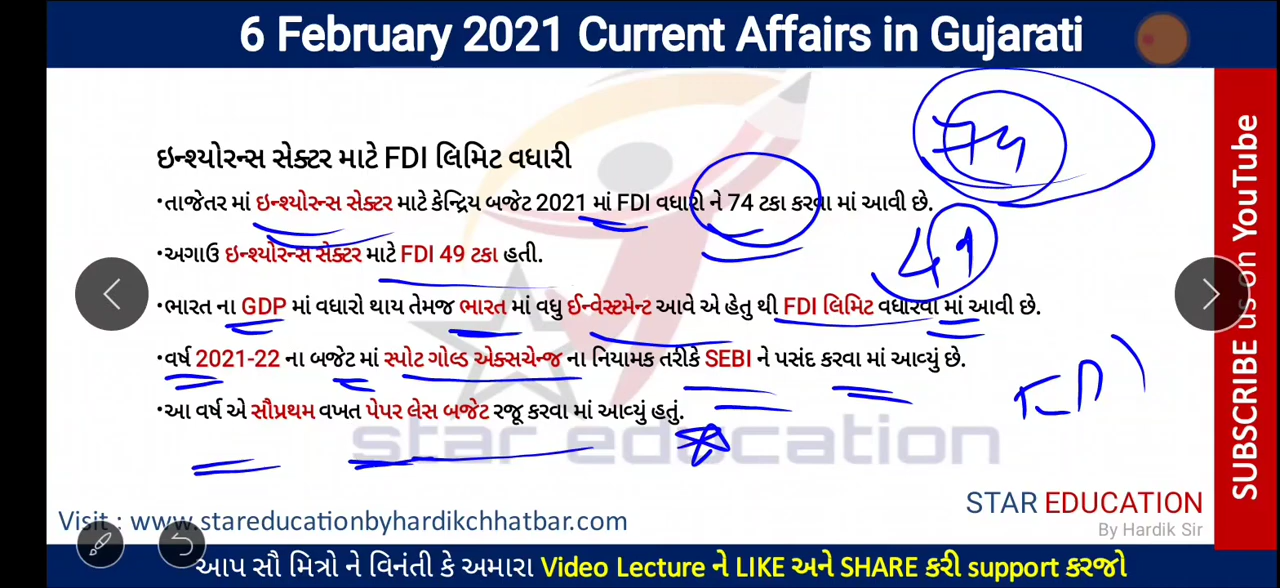 6 February 2021 Current Affairs in Gujarati
ઇન્શ્યોરન્સ સેક્ટર માટે FDI લિમિટ વધારી
74
•તાજેતર માં ઇન્શ્યોરન્સ સેક્ટર માટે કેન્દ્રિય બજેટ 2021 માં FDI વધારો ને 74 ટકા કરવા માં આવી છે.
•અગાઉ ઇન્શ્યોરન્સ સેક્ટર માટે FDI 49 ટકા હતી.
49
•ભારત ના GDP માં વધારો થાય તેમજ ભારત માં વધુ ઈન્વેસ્ટમેન્ટ આવે એ હેતુ થી FDI લિમિટ વધારવા માં આવી છે.
•વર્ષ 2021-22 ના બજેટ માં સ્પોટ ગોલ્ડ એક્સચેન્જ ના નિયામક તરીકે SEBI ને પસંદ કરવા માં આવ્યું છે.
•આ વર્ષ એ સૌપ્રથમ વખત પેપર લેસ બજેટ રજૂ કરવા માં આવ્યું હતું.
star education
STAR EDUCATION
By Hardik Sir
Visit : www.stareducationbyhardikchhatbar.com
આપ સૌ મિત્રો ને વિનંતી કે અમારા Video Lecture ને LIKE અને SHARE કરી support કરજો
SUBSCRIBE us on YouTube